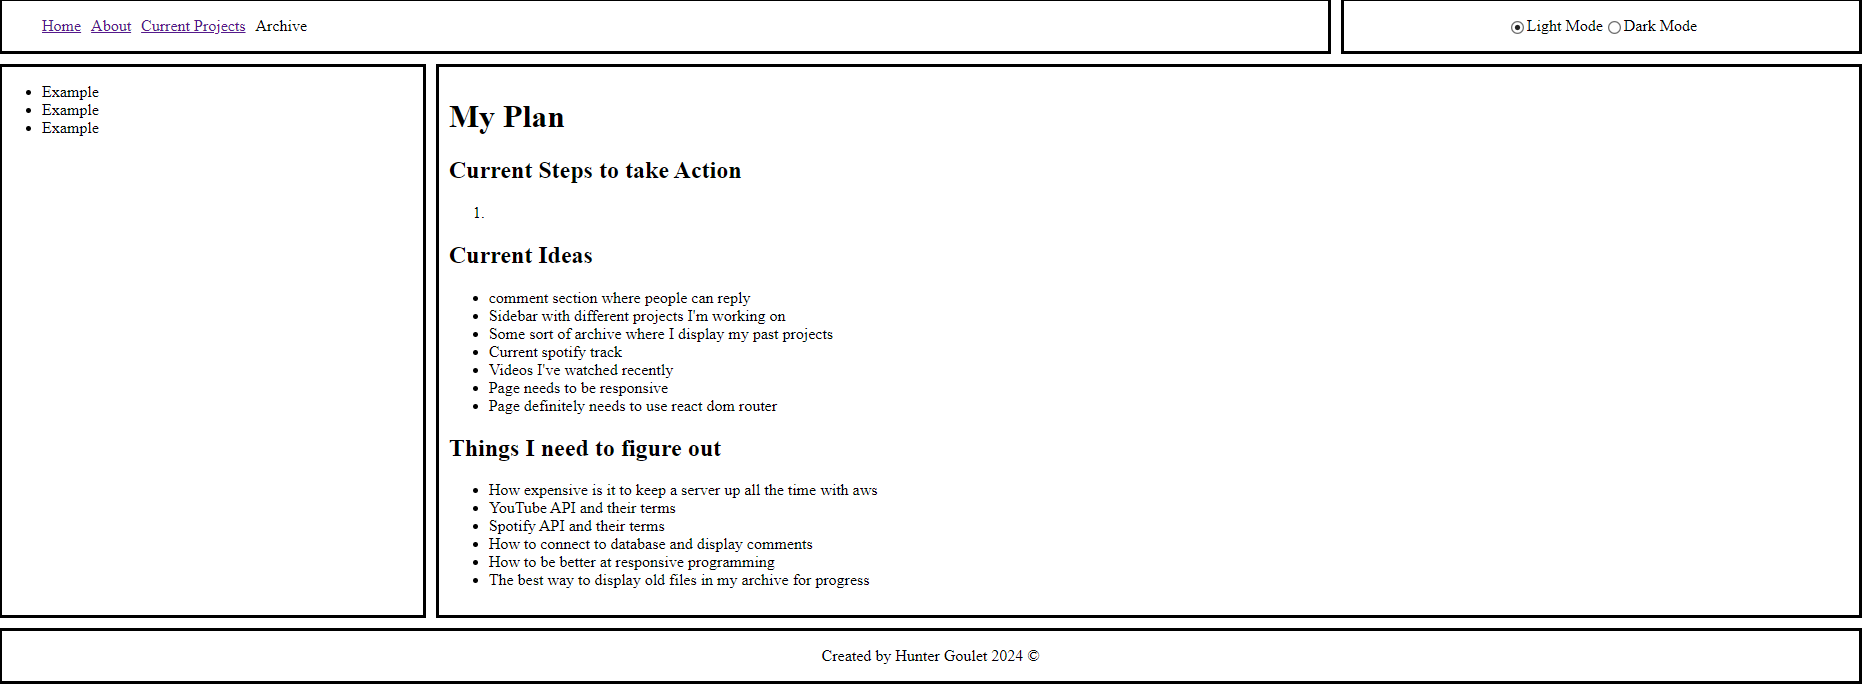 Home About Current Projects Archive
Light Mode Dark Mode
Example
Example
Example
My Plan
Current Steps to take Action
1.
Current Ideas
comment section where people can reply
Sidebar with different projects I'm working on
Some sort of archive where I display my past projects
Current spotify track
Videos I've watched recently
Page needs to be responsive
Page definitely needs to use react dom router
Things I need to figure out
How expensive is it to keep a server up all the time with aws
YouTube API and their terms
Spotify API and their terms
How to connect to database and display comments
How to be better at responsive programming
The best way to display old files in my archive for progress
Created by Hunter Goulet 2024 ©